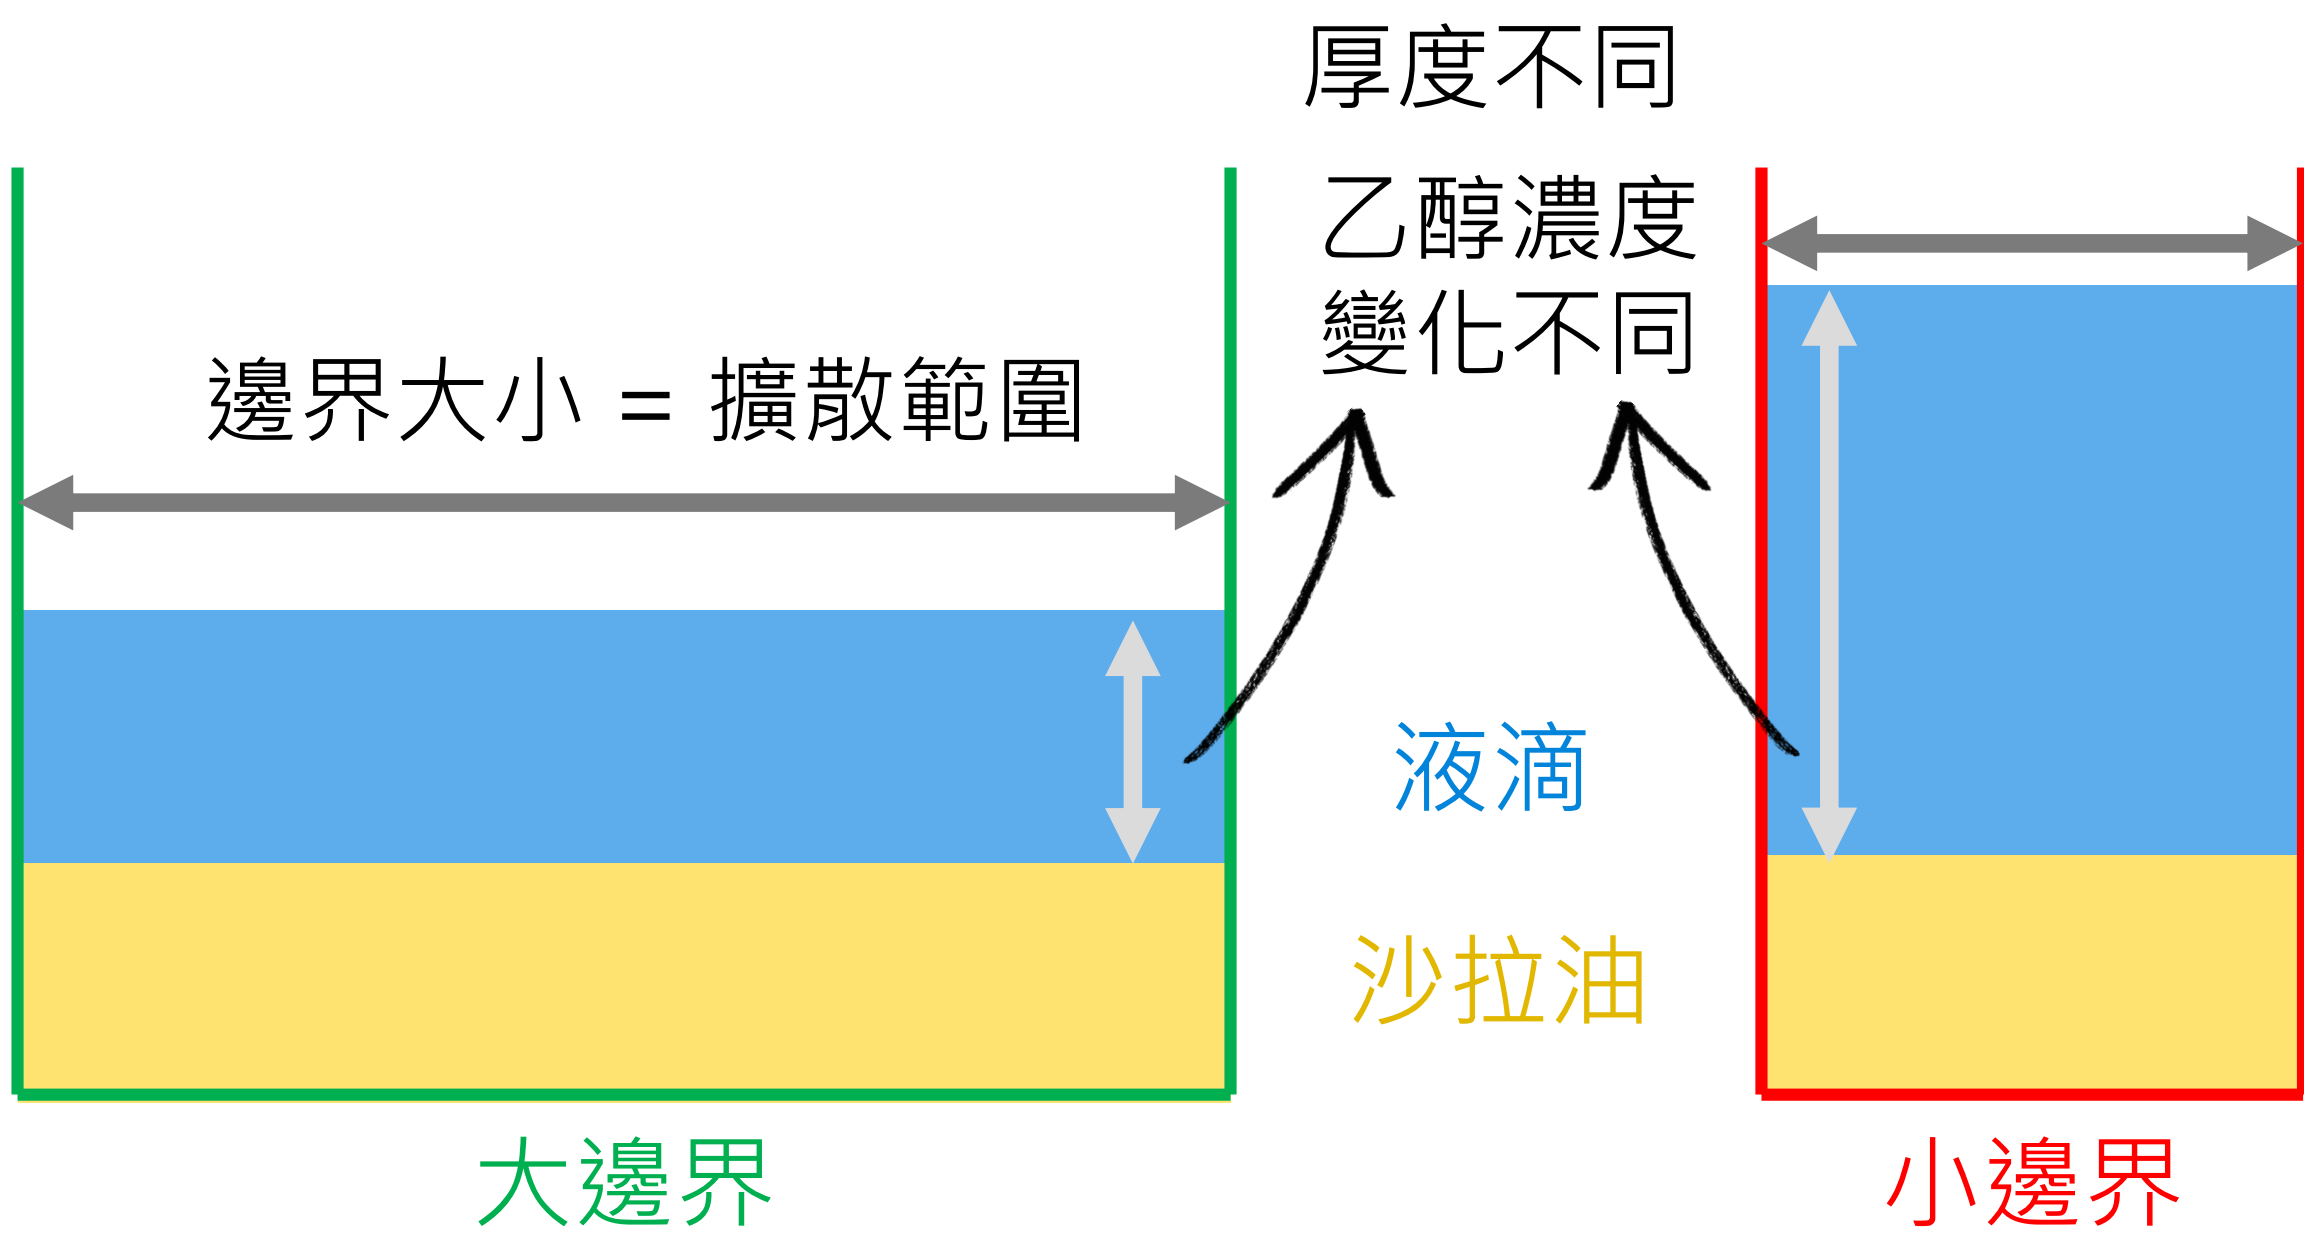 厚度不同
乙醇濃度
變化不同
邊界大小 = 擴散範圍
液滴
沙拉油
大邊界
小邊界